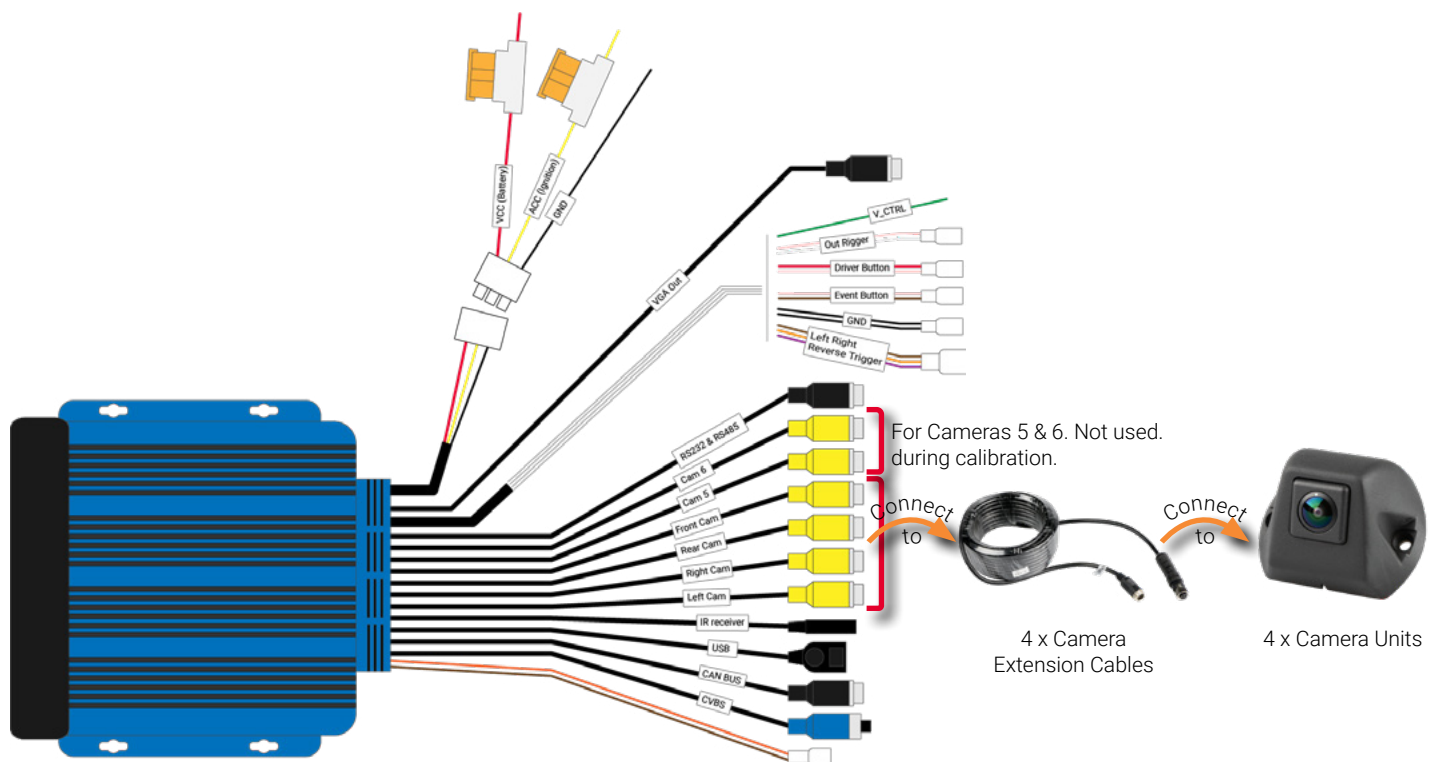 VCC (Battery)
ACC (Ignition)
GND
VGA Out
V_CTRL
Out Rigger
Driver Button
Event Button
GND
Left Right
Reverse Trigger
RS232 & RS485
Cam 6
Cam 5
Front Cam
Rear Cam
Right Cam
Left Cam
IR receiver
USB
CAN BUS
CVBS
For Cameras 5 & 6. Not used.
during calibration.
Connect
to
Connect
to
4 x Camera
Extension Cables
4 x Camera Units